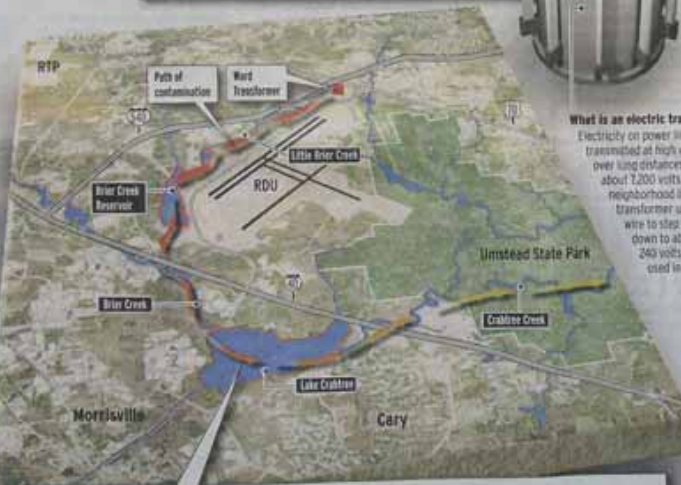 RTP
Path of
contamination
Ward
Transformer
540
70
Little Brier Creek
RDU
Brier Creek
Reservoir
Umstead State Park
40
Brier Creek
Crabtree Creek
Lake Crabtree
Morrisville
Cary
What is an electric tra
Electricity on power li
transmitted at high
over long distances
about 7,200 volts
neighborhood
transformer u
wire to step
down to ab
240 volts
used in